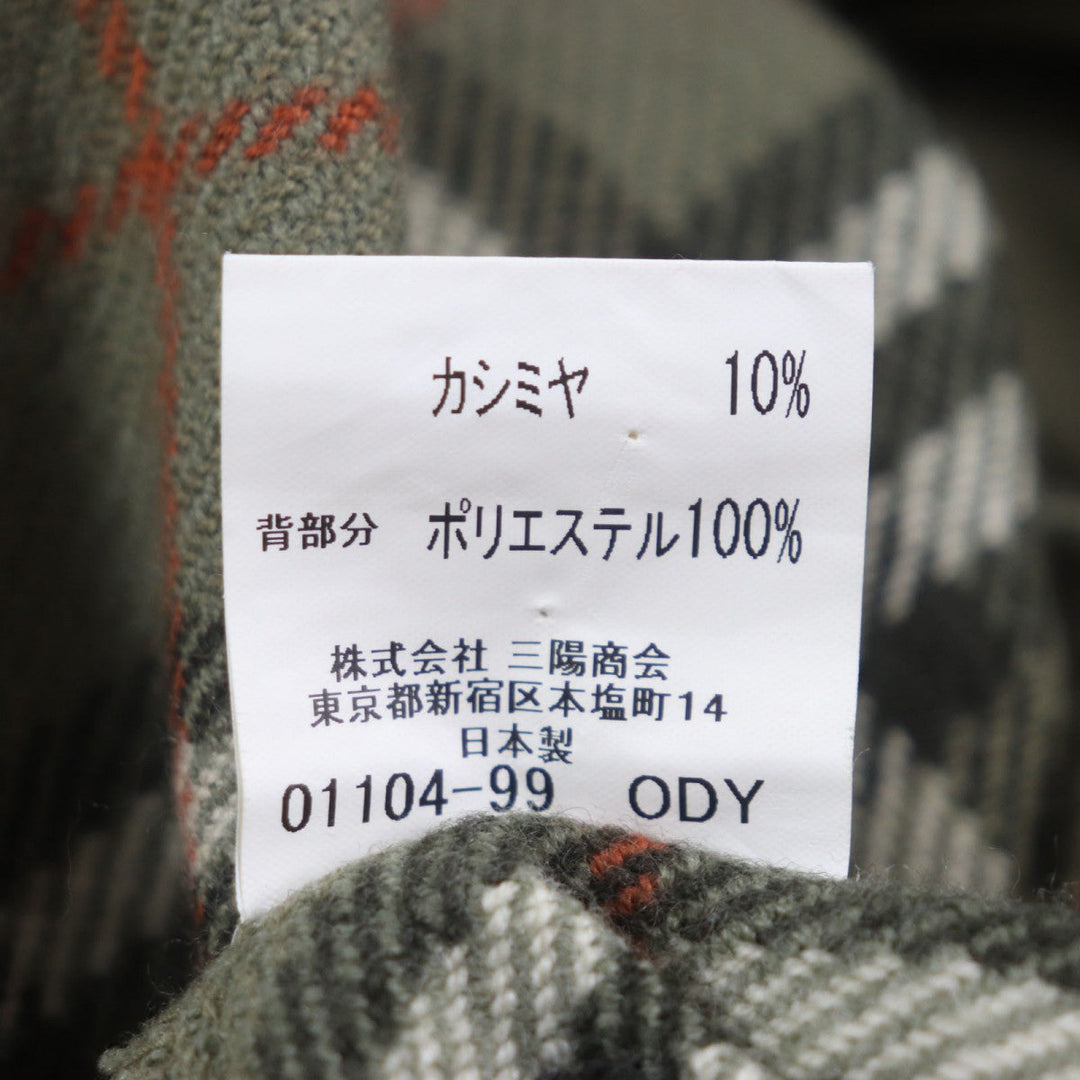 カシミヤ 10%
背部分 ポリエステル100%
株式会社 三陽商会
東京都新宿区本塩町14
日本製
01104-99 ODY